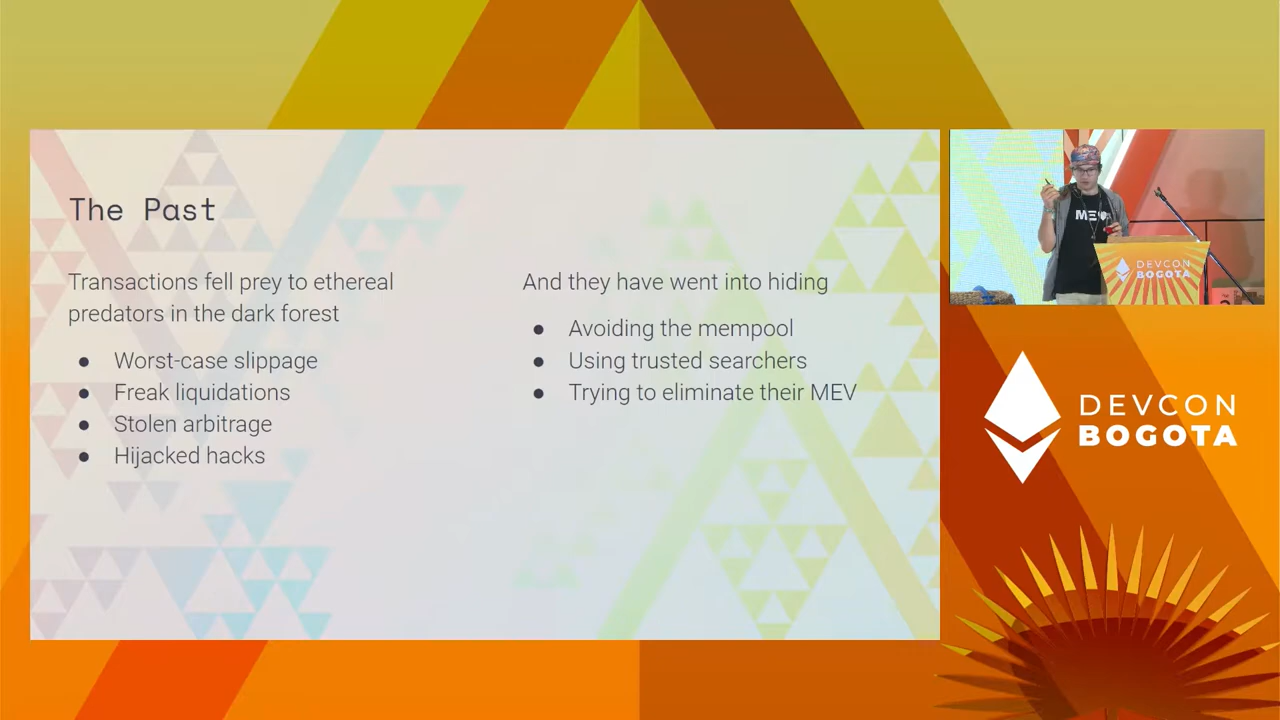 The Past
Transactions fell prey to ethereal
predators in the dark forest
● Worst-case slippage
● Freak liquidations
● Stolen arbitrage
● Hijacked hacks
And they have went into hiding
● Avoiding the mempool
● Using trusted searchers
● Trying to eliminate their MEV
DEVCON
BOGOTA
DEVCON
BOGOTA